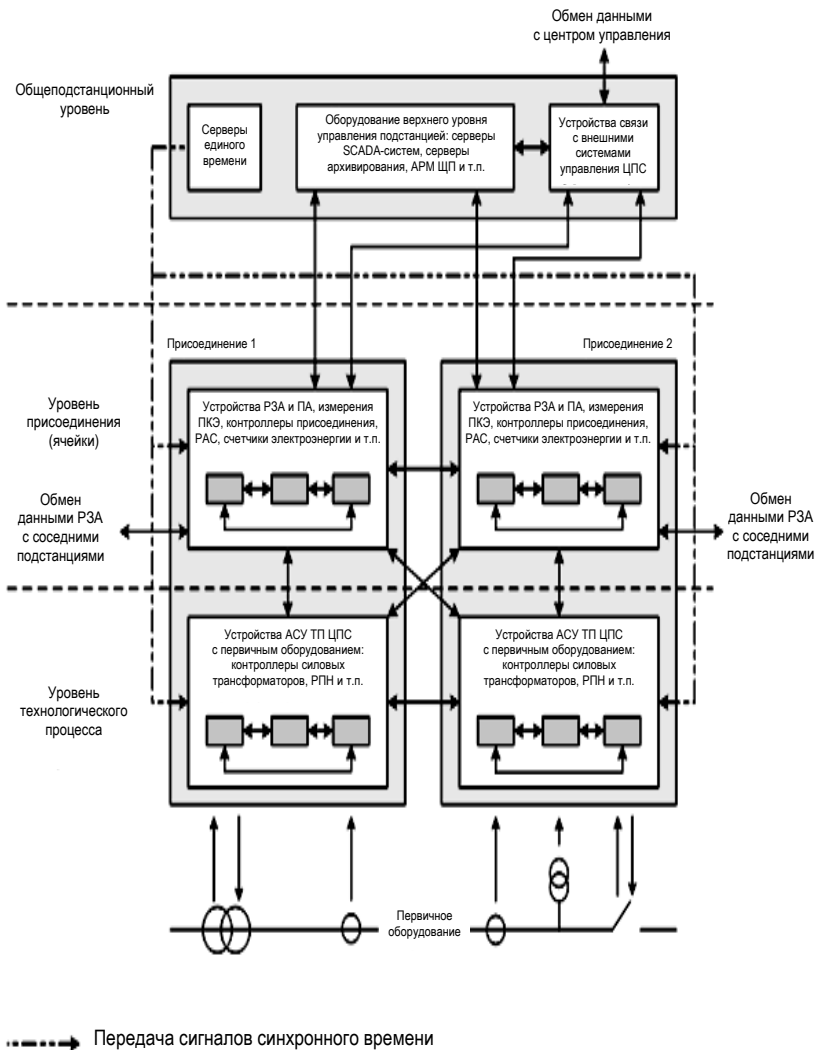 Обмен данными
с центром управления
Общеподстанционный
уровень
Серверы
единого
времени
Оборудование верхнего уровня
управления подстанцией: серверы
SCADA-систем, серверы
архивирования, АРМ ЩП и т.п.
Устройства связи
с внешними
системами
управления ЦПС
Присоединение 1
Присоединение 2
Уровень
присоединения
(ячейки)
Устройства РЗА и ПА, измерения
ПКЭ, контроллеры присоединения,
РАС, счетчики электроэнергии и т.п.
Устройства РЗА и ПА, измерения
ПКЭ, контроллеры присоединения,
РАС, счетчики электроэнергии и т.п.
Обмен
данными РЗА
с соседними
подстанциями
Обмен
данными РЗА
с соседними
подстанциями
Уровень
технологического
процесса
Устройства АСУ ТП ЦПС
с первичным оборудованием:
контроллеры силовых
трансформаторов, РПН и т.п.
Устройства АСУ ТП ЦПС
с первичным оборудованием:
контроллеры силовых
трансформаторов, РПН и т.п.
Первичное
оборудование
Передача сигналов синхронного времени